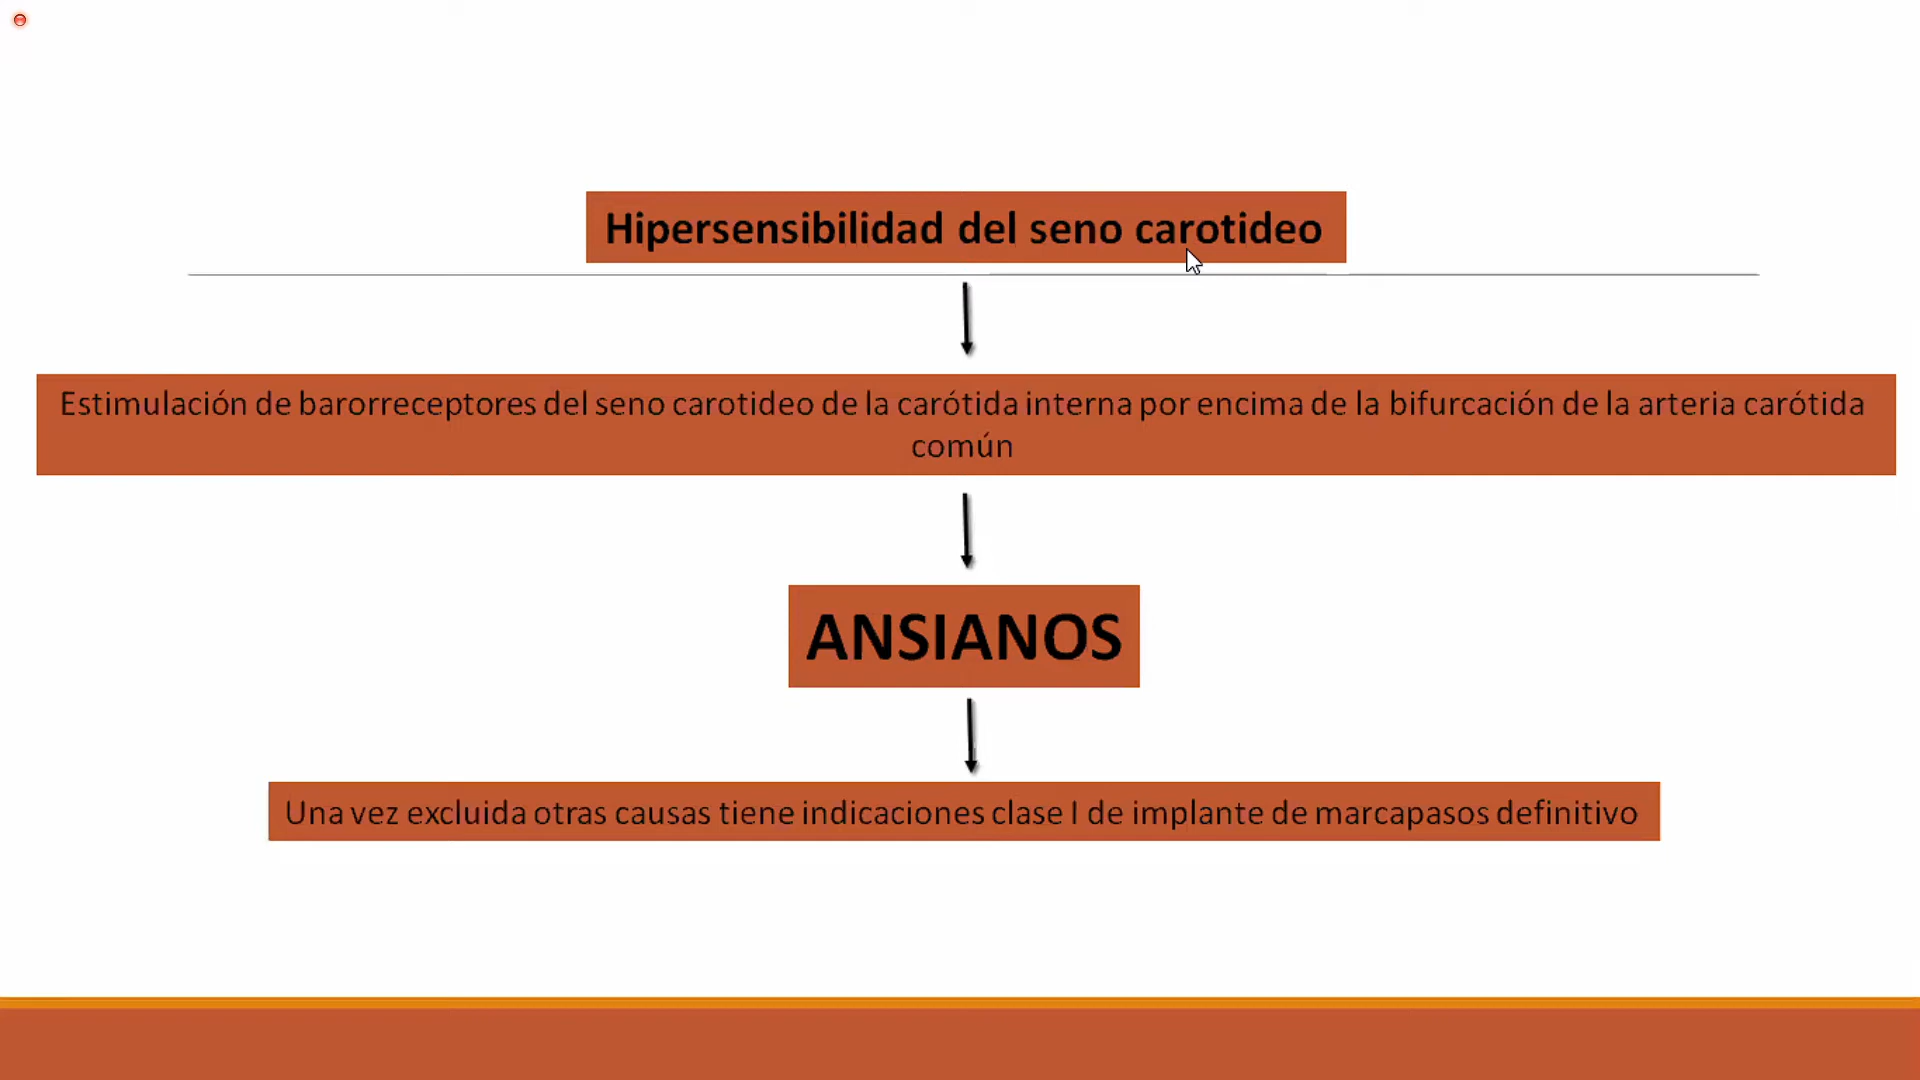 Hipersensibilidad del seno carotideo
Estimulación de barorreceptores del seno carotideo de la carótida interna por encima de la bifurcación de la arteria carótida
común
ANSIANOS
Una vez excluida otras causas tiene indicaciones clase I de implante de marcapasos definitivo